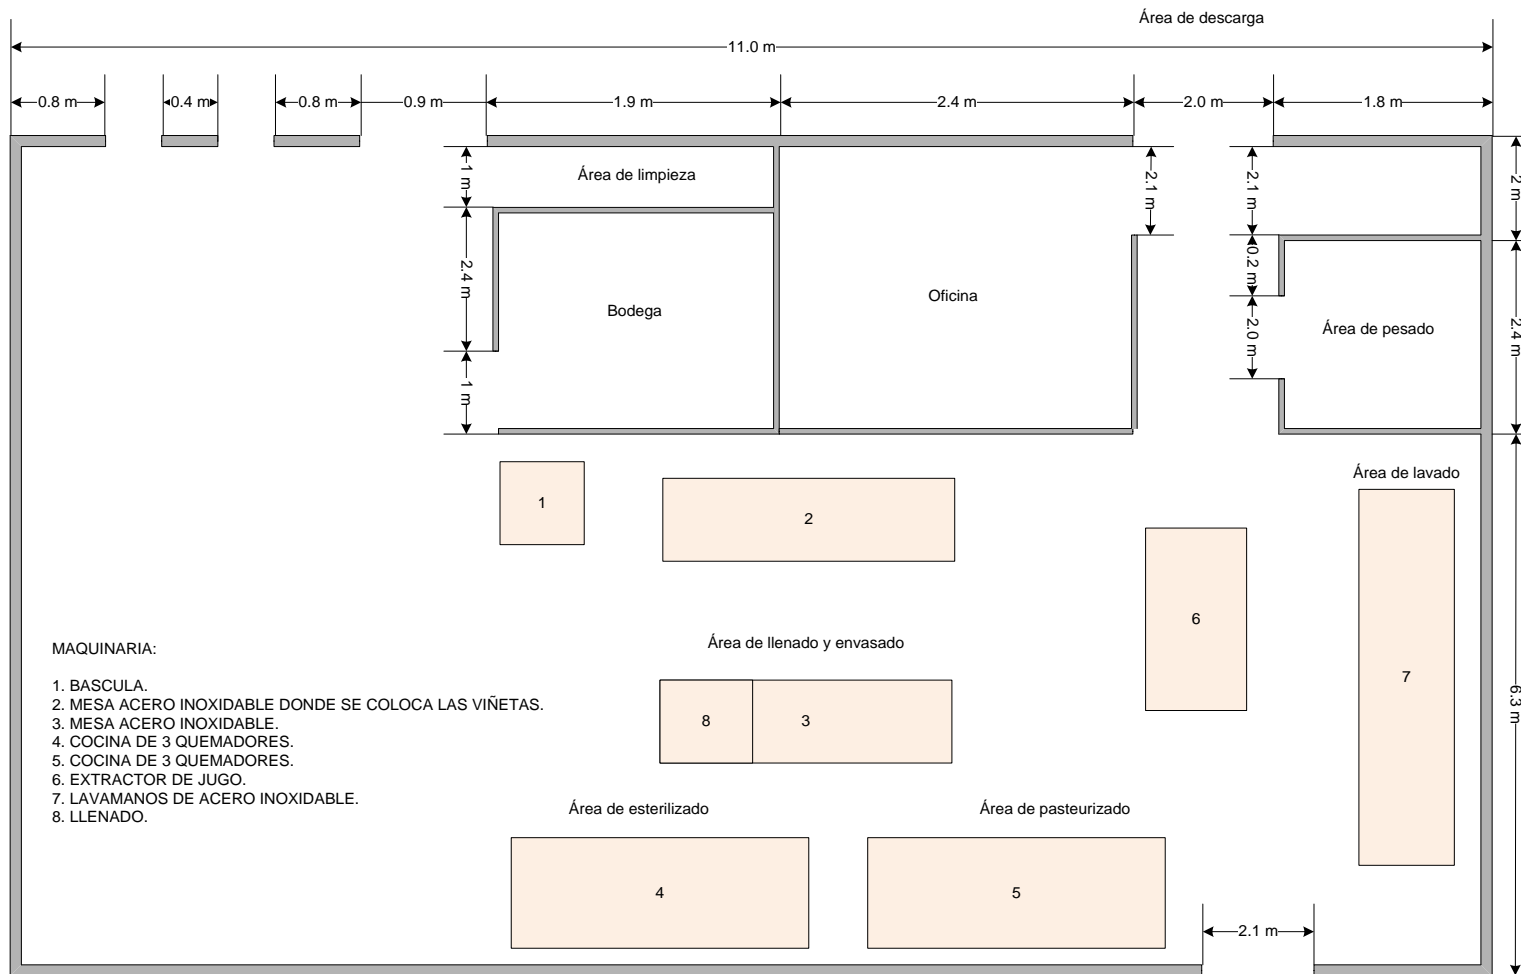 Área de descarga
11.0 m
0.8 m
0.4 m
0.8 m
0.9 m
1.9 m
2.4 m
2.0 m
1.8 m
1 m
Área de limpieza
2.1 m
2.1 m
2 m
2.4 m
Bodega
Oficina
0.2 m
2.0 m
Área de pesado
2.4 m
1 m
1
2
Área de lavado
6
7
6.3 m
MAQUINARIA:
1. BASCULA.
2. MESA ACERO INOXIDABLE DONDE SE COLOCA LAS VIÑETAS.
3. MESA ACERO INOXIDABLE.
4. COCINA DE 3 QUEMADORES.
5. COCINA DE 3 QUEMADORES.
6. EXTRACTOR DE JUGO.
7. LAVAMANOS DE ACERO INOXIDABLE.
8. LLENADO.
Área de llenado y envasado
8
3
Área de esterilizado
Área de pasteurizado
4
5
2.1 m